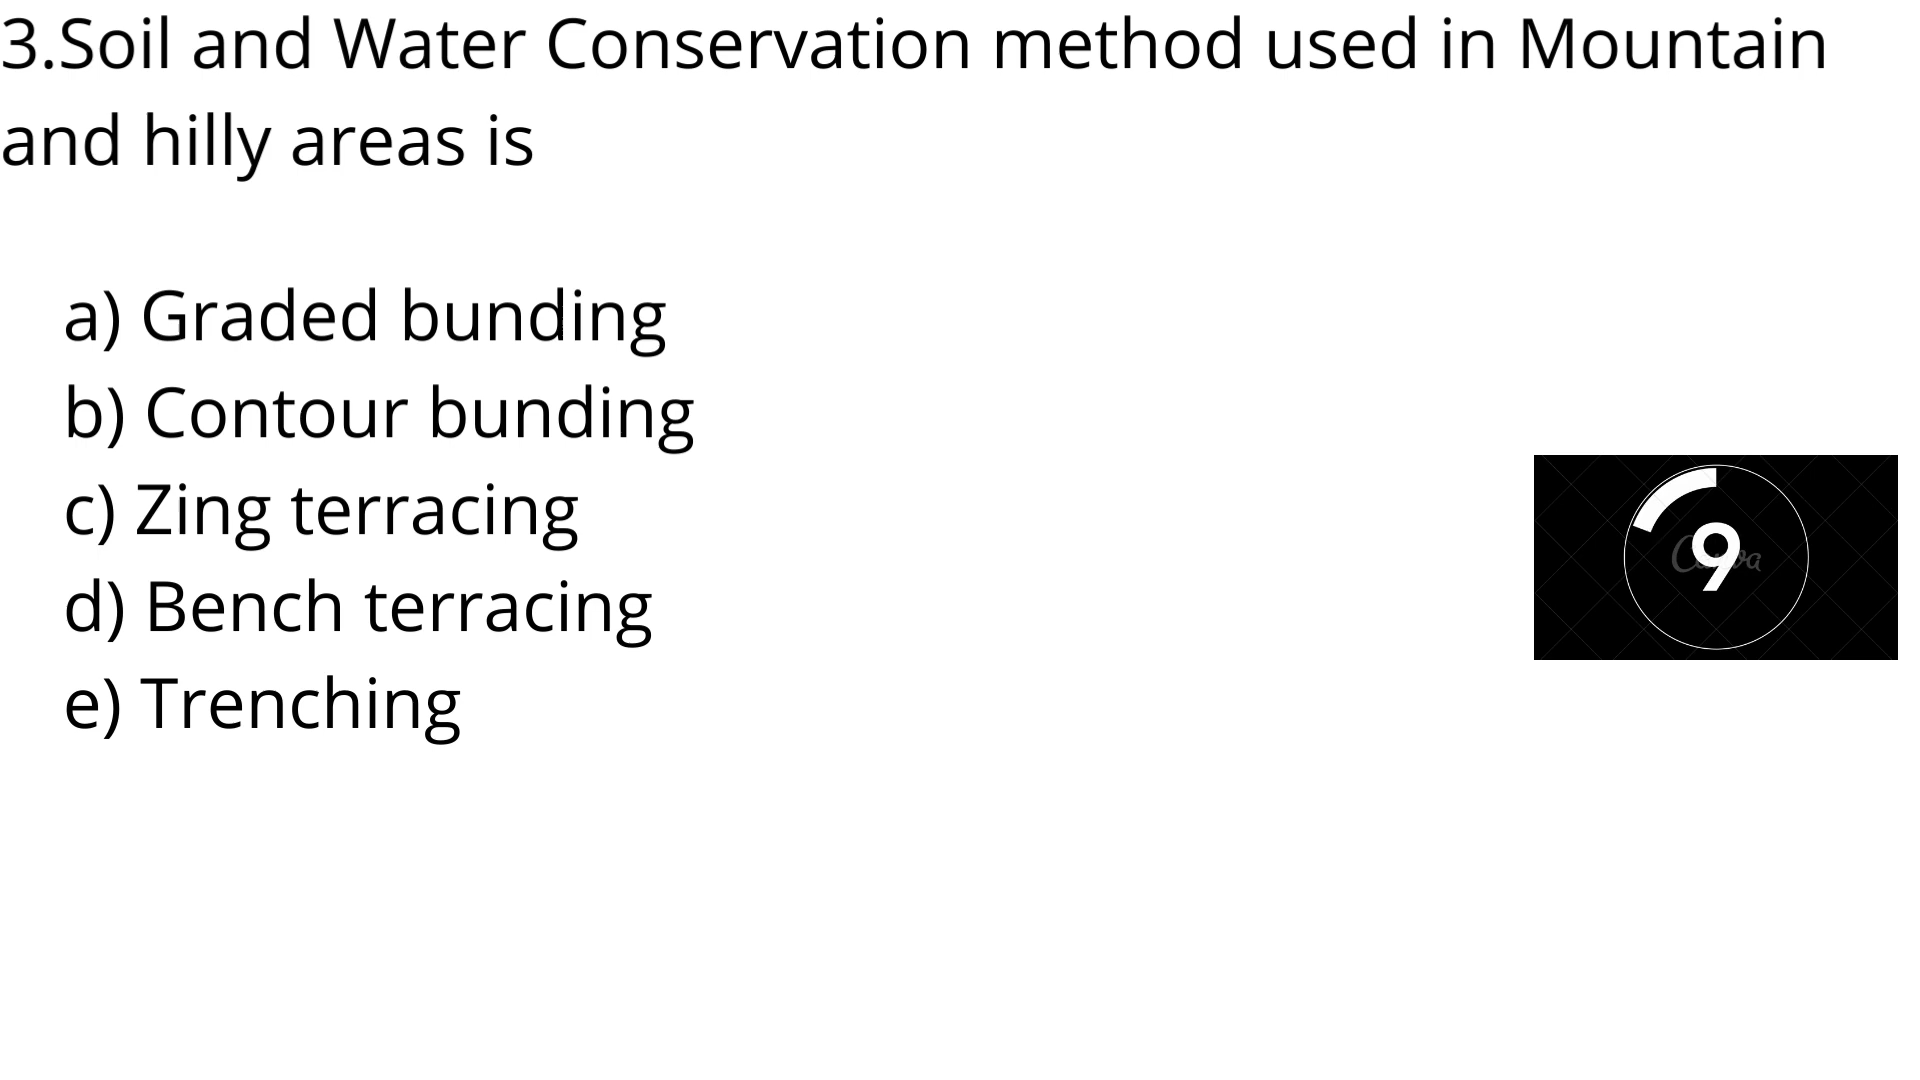 3.Soil and Water Conservation method used in Mountain
and hilly areas is
a) Graded bunding
b) Contour bunding
c) Zing terracing
d) Bench terracing
e) Trenching
9
Canva